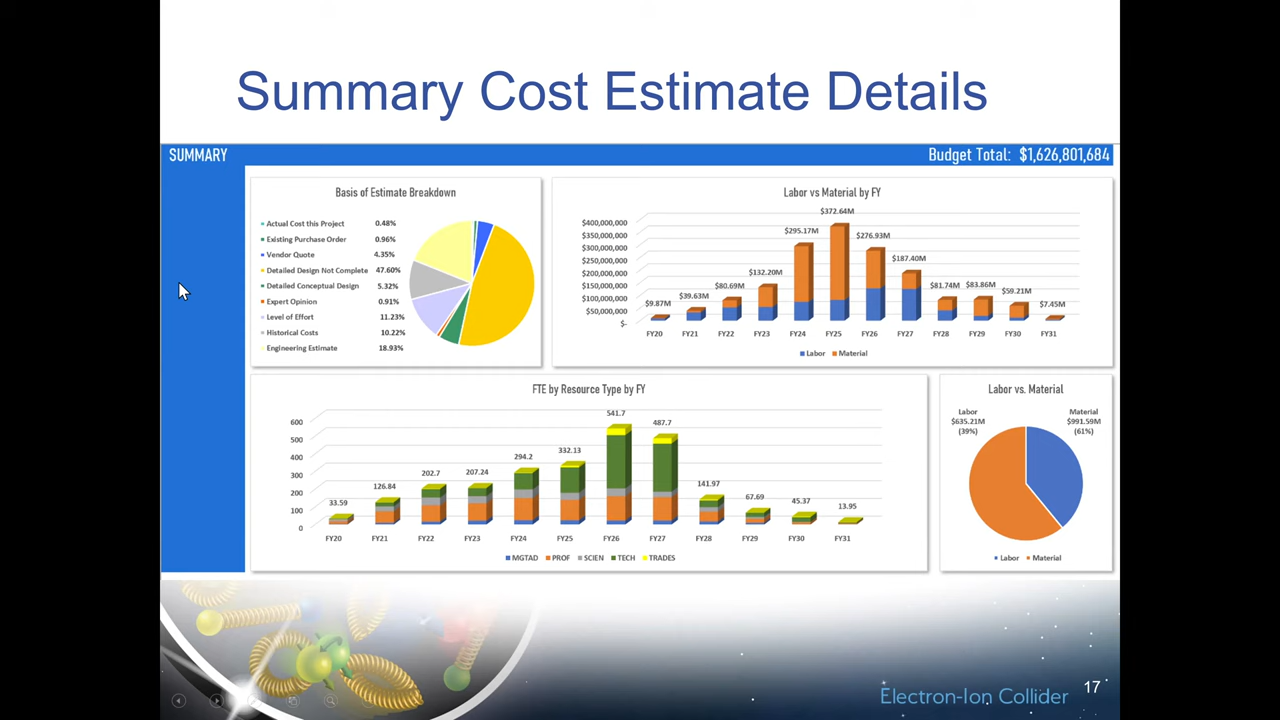 Summary Cost Estimate Details
SUMMARY
Budget Total: $1,626,801,684
Basis of Estimate Breakdown
Actual Cost this Project 0.48%
Existing Purchase Order 0.96%
Vendor Quote 4.35%
Detailed Design Not Complete 47.60%
Detailed Conceptual Design 5.32%
Expert Opinion 0.91%
Level of Effort 11.23%
Historical Costs 10.22%
Engineering Estimate 18.93%
Labor vs Material by FY
$400,000,000
$350,000,000
$300,000,000
$250,000,000
$200,000,000
$150,000,000
$100,000,000
$50,000,000
$-
$9.87M $39.63M $80.69M $132.20M $295.17M $372.64M $276.93M $187.40M $81.74M $83.86M $59.21M $7.45M
FY20 FY21 FY22 FY23 FY24 FY25 FY26 FY27 FY28 FY29 FY30 FY31
Labor Material
FTE by Resource Type by FY
600
500
400
300
200
100
0
33.59 126.84 202.7 207.24 294.2 332.13 541.7 487.7 141.97 67.69 45.37 13.95
FY20 FY21 FY22 FY23 FY24 FY25 FY26 FY27 FY28 FY29 FY30 FY31
MGTAD PROF SCIEN TECH TRADES
Labor vs. Material
Labor
$635.21M
(39%)
Material
$991.59M
(61%)
Labor Material
Electron-Ion Collider
17